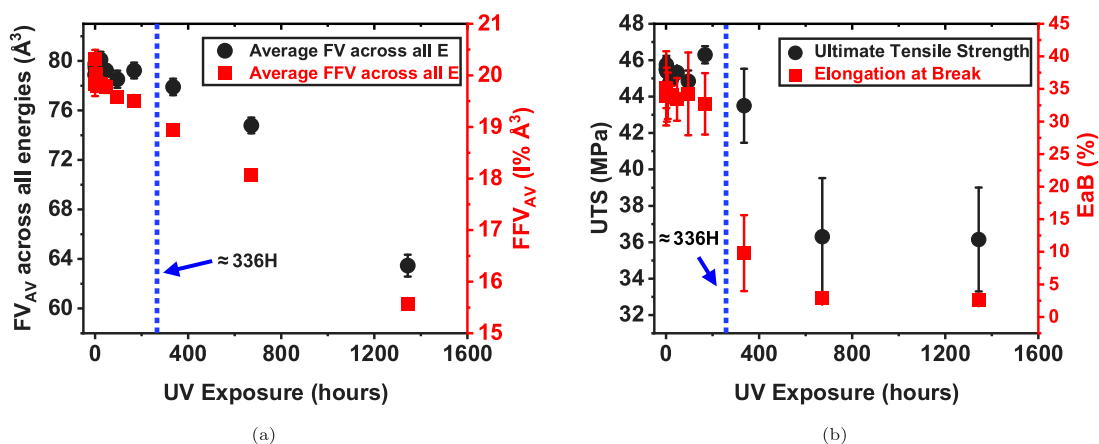 FV_AV across all energies (Å³)
80
76
72
68
64
60
Average FV across all E
Average FFV across all E
≈ 336H
21
20
19
18
17
16
15
FFV_AV (I% Å³)
0 400 800 1200 1600
UV Exposure (hours)
(a)
UTS (MPa)
48
46
44
42
40
38
36
34
32
Ultimate Tensile Strength
Elongation at Break
≈ 336H
45
40
35
30
25
20
15
10
5
0
EaB (%)
0 400 800 1200 1600
UV Exposure (hours)
(b)